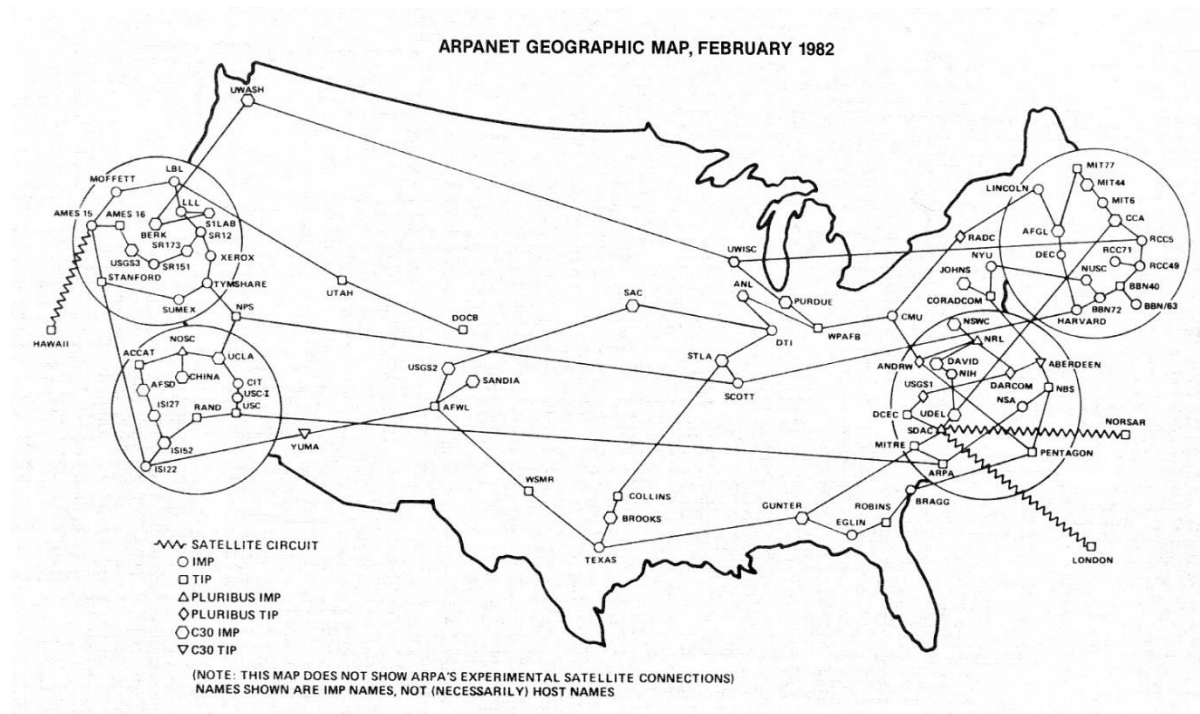 ARPANET GEOGRAPHIC MAP, FEBRUARY 1982
UWASH
MOFFETT
LBL
AMES 15
AMES 16
LLL
S1LAB
BERK
SR12
SR173
USGS3
SR151
XEROX
STANFORD
TYMSHARE
SUMEX
NPS
HAWAII
UTAH
DOCB
ACCAT
NOSC
UCLA
CHINA
AFSD
CIT
USC-I
USC
ISI27
RAND
ISI52
ISI22
YUMA
SAC
USGS2
SANDIA
AFWL
WSMR
STLA
SCOTT
DTI
COLLINS
BROOKS
TEXAS
UWISC
ANL
PURDUE
WPAFB
CMU
GUNTER
EGLIN
ROBINS
BRAGG
LINCOLN
MIT77
MIT44
MIT6
CCA
AFGL
DEC
RCC5
RCC71
RCC49
RADC
NYU
NUSC
JOHNS
CORADCOM
BBN40
BBN72
BBN/63
HARVARD
NSWC
NRL
ANDRW
DAVID
NIH
ABERDEEN
USGS1
DARCOM
NBS
NSA
DCEC
UDEL
SDAC
NORSAR
MITRE
PENTAGON
ARPA
LONDON
SATELLITE CIRCUIT
IMP
TIP
PLURIBUS IMP
PLURIBUS TIP
C30 IMP
C30 TIP
(NOTE: THIS MAP DOES NOT SHOW ARPA'S EXPERIMENTAL SATELLITE CONNECTIONS)
NAMES SHOWN ARE IMP NAMES, NOT (NECESSARILY) HOST NAMES